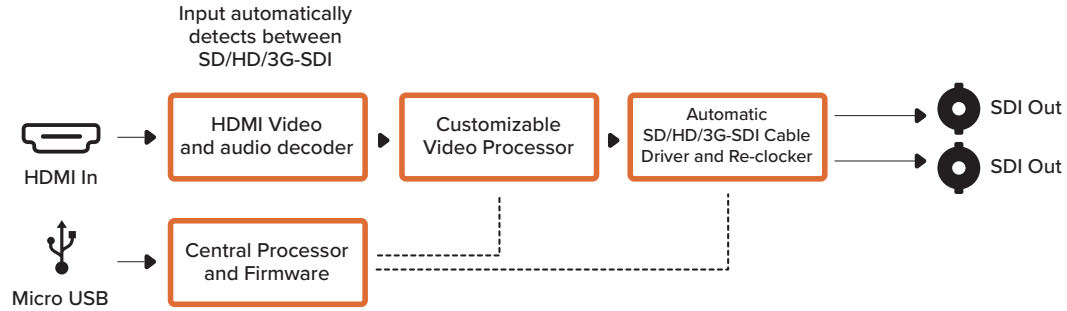 Input automatically
detects between
SD/HD/3G-SDI
HDMI In
HDMI Video
and audio decoder
Customizable
Video Processor
Automatic
SD/HD/3G-SDI Cable
Driver and Re-clocker
SDI Out
SDI Out
Micro USB
Central Processor
and Firmware